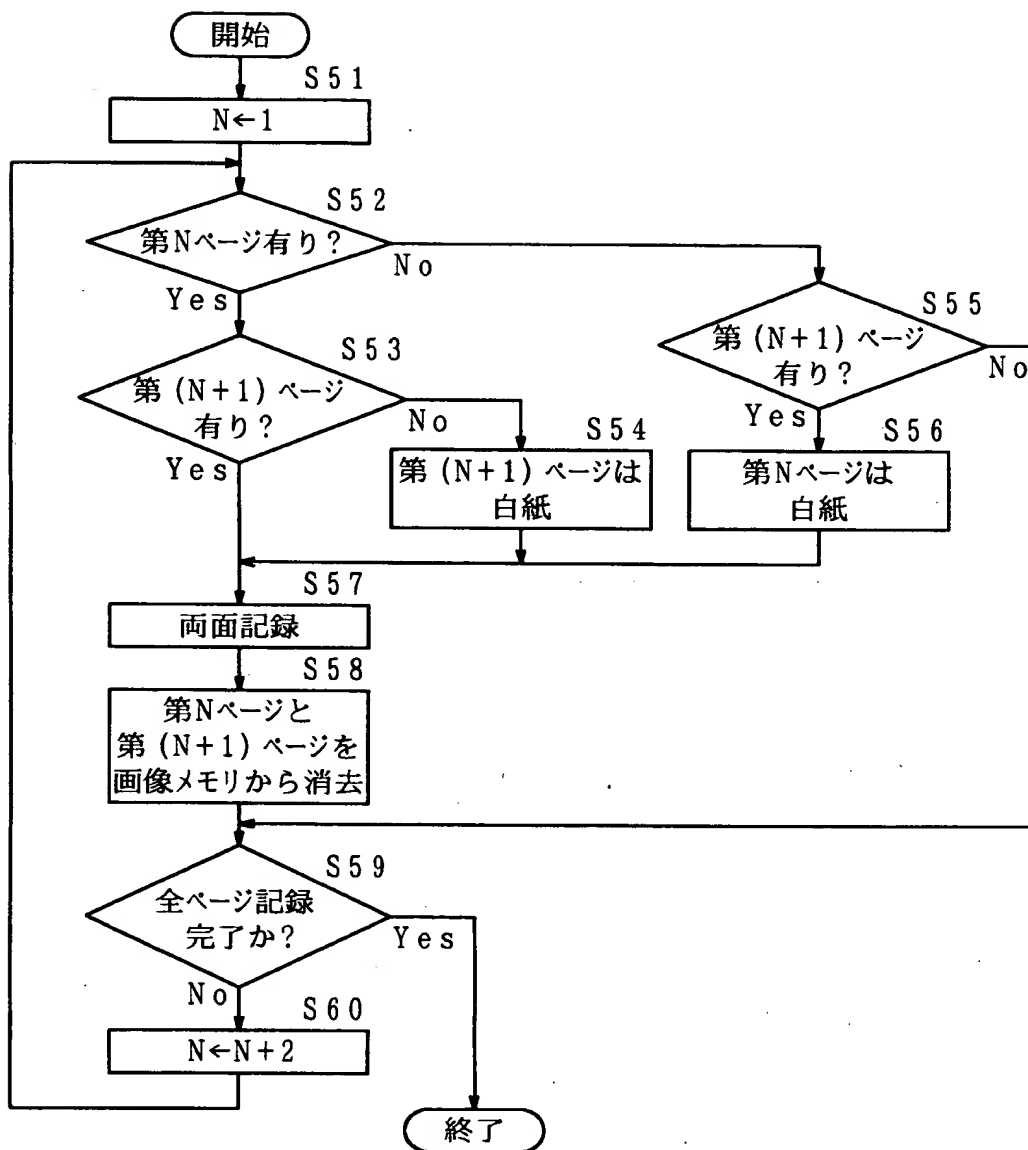 開始
S51
N←1
S52
第Nページ有り?
No
Yes
S55
第(N+1)ページ
有り?
No
Yes
S53
第(N+1)ページ
有り?
No
Yes
S54
第(N+1)ページは
白紙
S56
第Nページは
白紙
S57
両面記録
S58
第Nページと
第(N+1)ページを
画像メモリから消去
S59
全ページ記録
完了か?
Yes
No
S60
N←N+2
終了